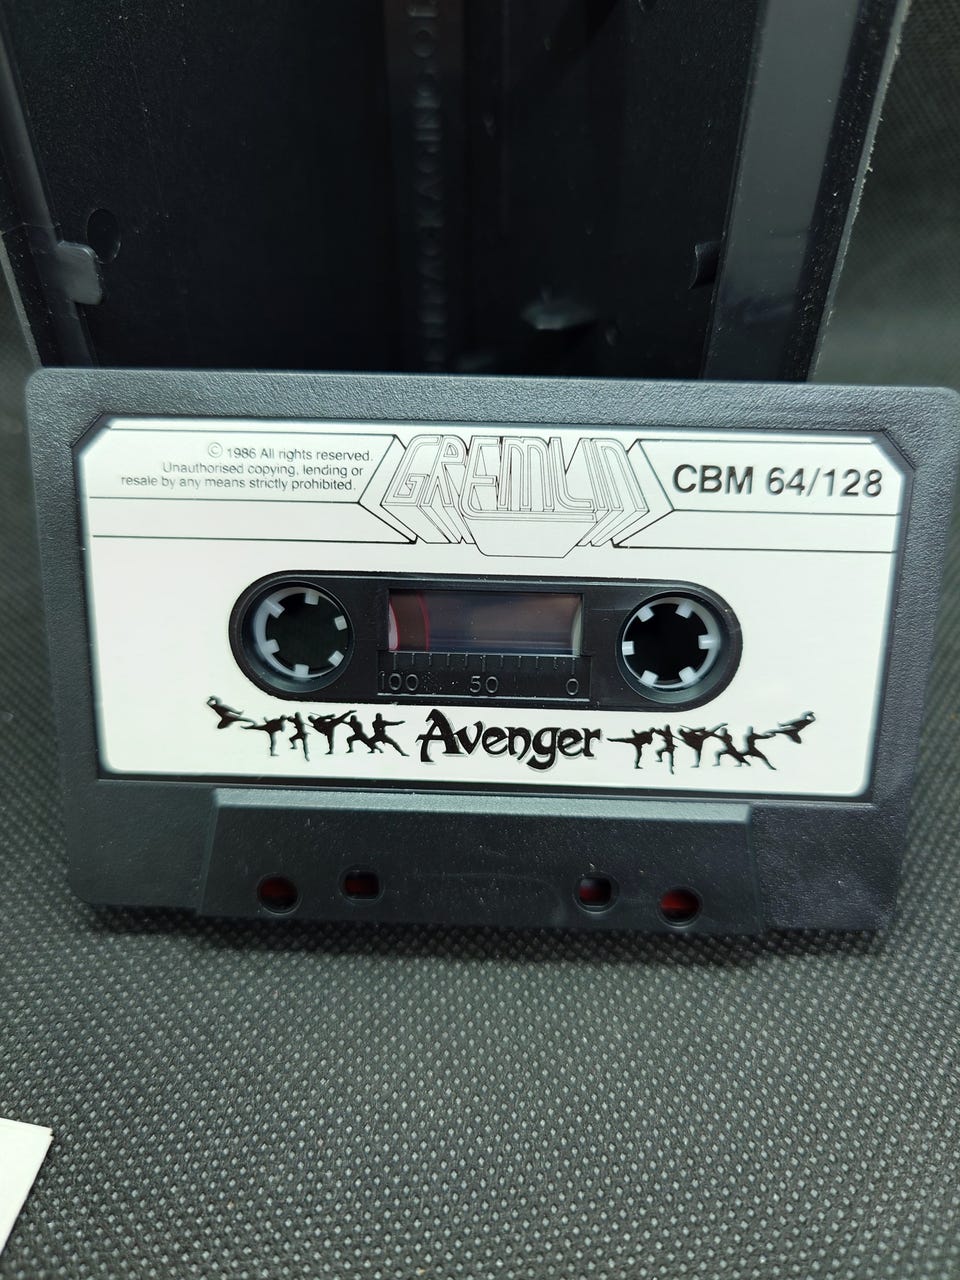 PACKAGING
© 1986 All rights reserved.
Unauthorised copying, lending or
resale by any means strictly prohibited.
GREMLIN
CBM 64/128
100 50 0
Avenger